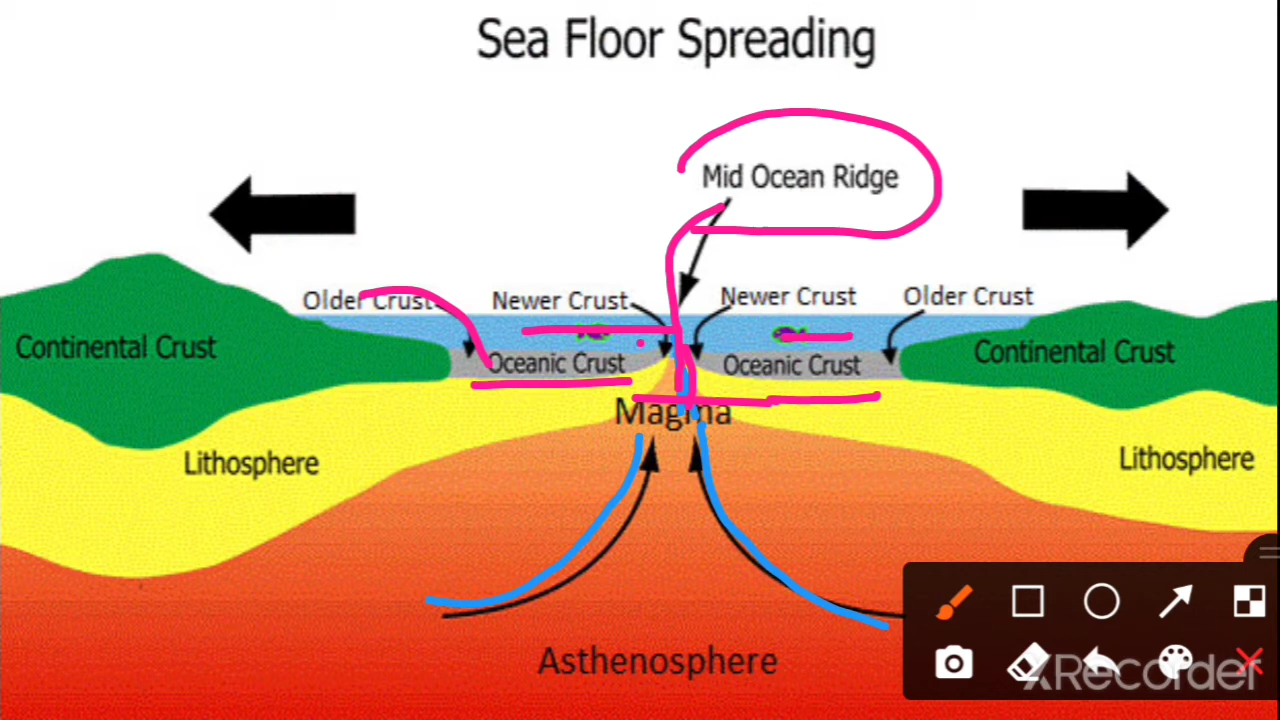 Sea Floor Spreading
Mid Ocean Ridge
Older Crust
Newer Crust
Newer Crust
Older Crust
Continental Crust
Oceanic Crust
Oceanic Crust
Continental Crust
Magma
Lithosphere
Lithosphere
Asthenosphere
XRecorder